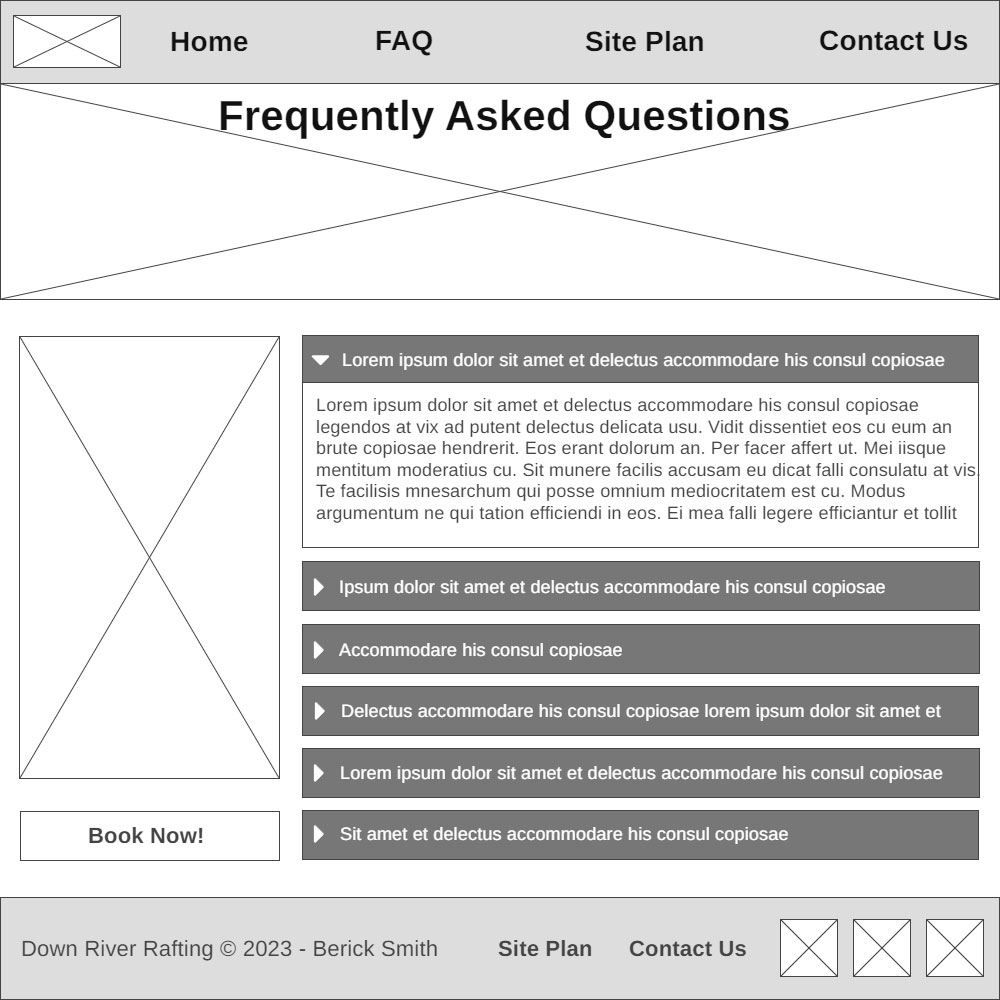 Home FAQ Site Plan Contact Us
Frequently Asked Questions
Lorem ipsum dolor sit amet et delectus accommodare his consul copiosae
Lorem ipsum dolor sit amet et delectus accommodare his consul copiosae
legendos at vix ad putent delectus delicata usu. Vidit dissentiet eos cu eum an
brute copiosae hendrerit. Eos erant dolorum an. Per facer affert ut. Mei iisque
mentitum moderatius cu. Sit munere facilis accusam eu dicat falli consulatu at vis.
Te facilisis mnesarchum qui posse omnium mediocritatem est cu. Modus
argumentum ne qui tation efficiendi in eos. Ei mea falli legere efficiantur et tollit
Ipsum dolor sit amet et delectus accommodare his consul copiosae
Accommodare his consul copiosae
Delectus accommodare his consul copiosae lorem ipsum dolor sit amet et
Lorem ipsum dolor sit amet et delectus accommodare his consul copiosae
Sit amet et delectus accommodare his consul copiosae
Book Now!
Down River Rafting © 2023 - Berick Smith Site Plan Contact Us